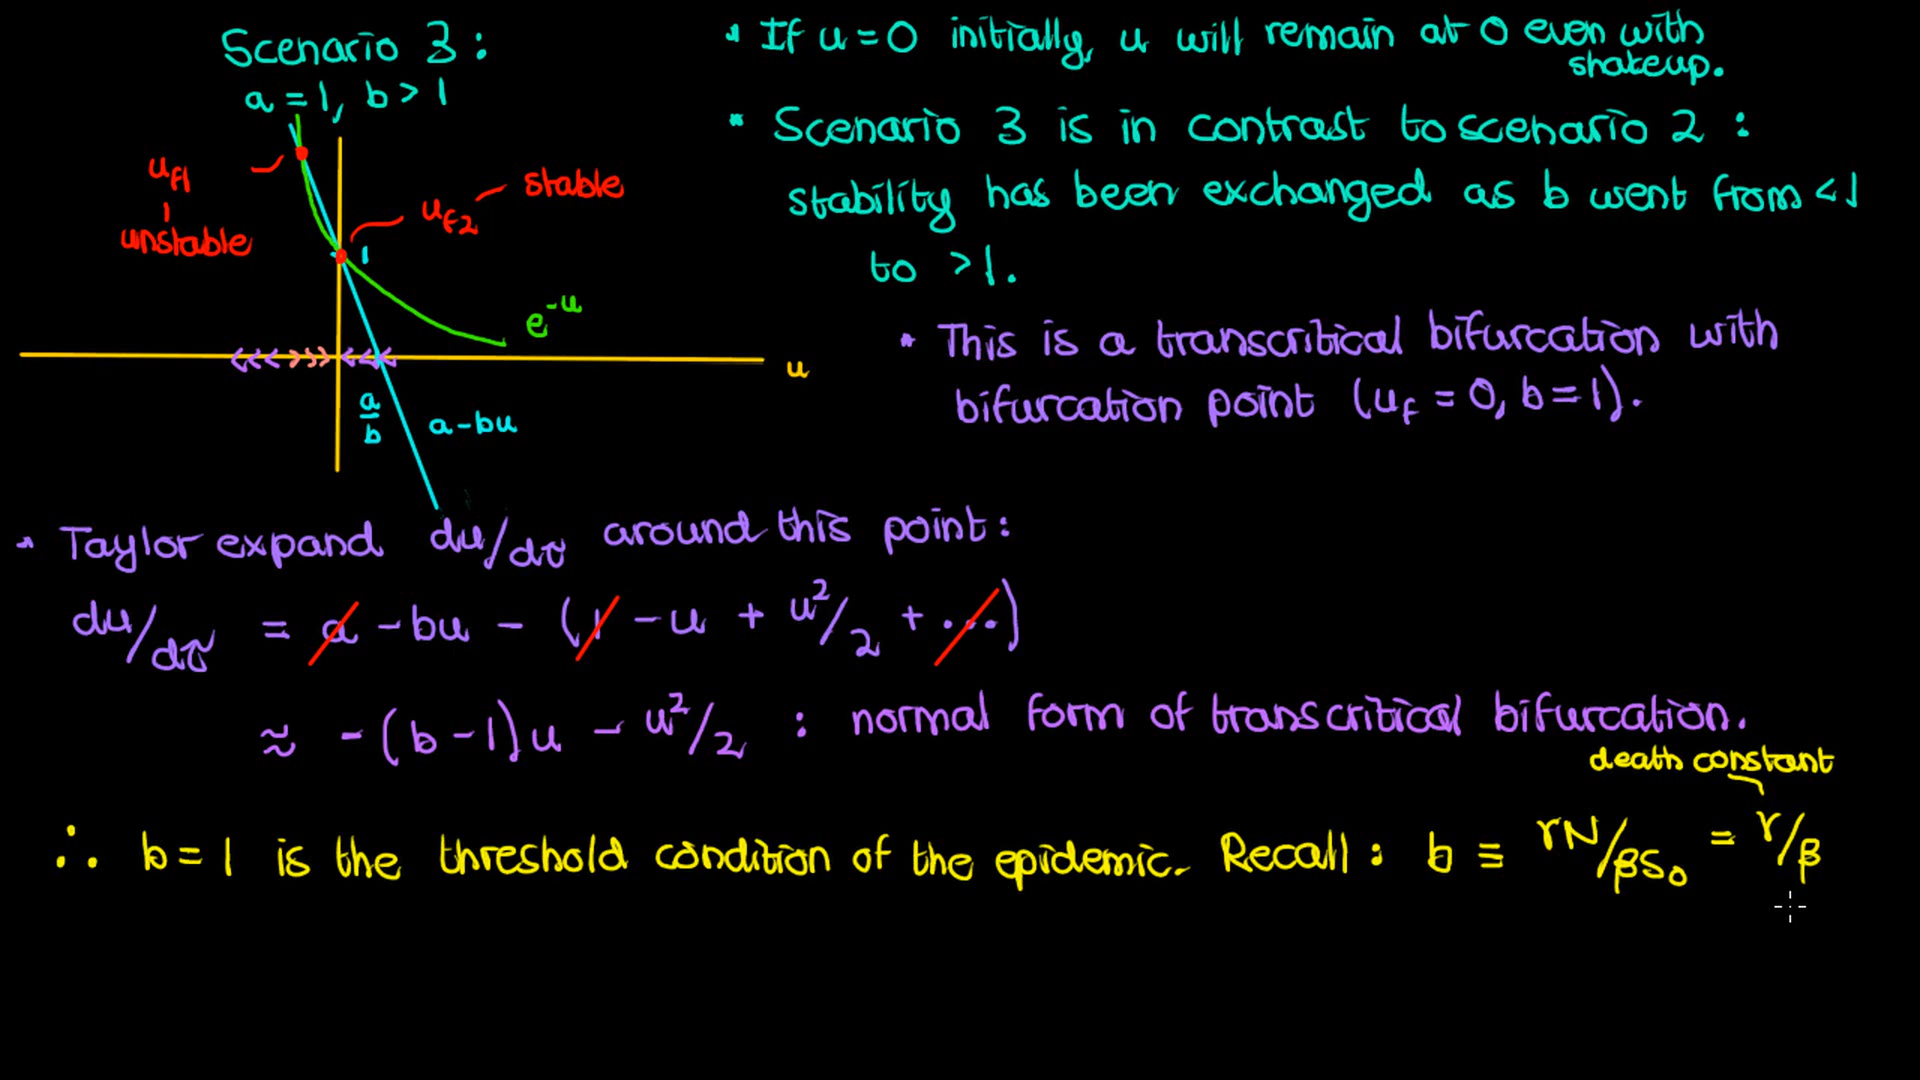 Scenario 3:
a = 1, b > 1
u_f1
unstable
u_f2
stable
1
e^-u
u
a/b
a-bu
* If u = 0 initially, u will remain at 0 even with
shakeup.
* Scenario 3 is in contrast to scenario 2:
stability has been exchanged as b went from <1
to >1.
* This is a transcritical bifurcation with
bifurcation point (u_f = 0, b = 1).
* Taylor expand du/dτ around this point:
du/dτ = a - bu - (1 - u + u²/2 + ...)
≈ -(b-1)u - u²/2 : normal form of transcritical bifurcation.
death constant
∴ b = 1 is the threshold condition of the epidemic. Recall: b ≡ rN/βS₀ = r/β